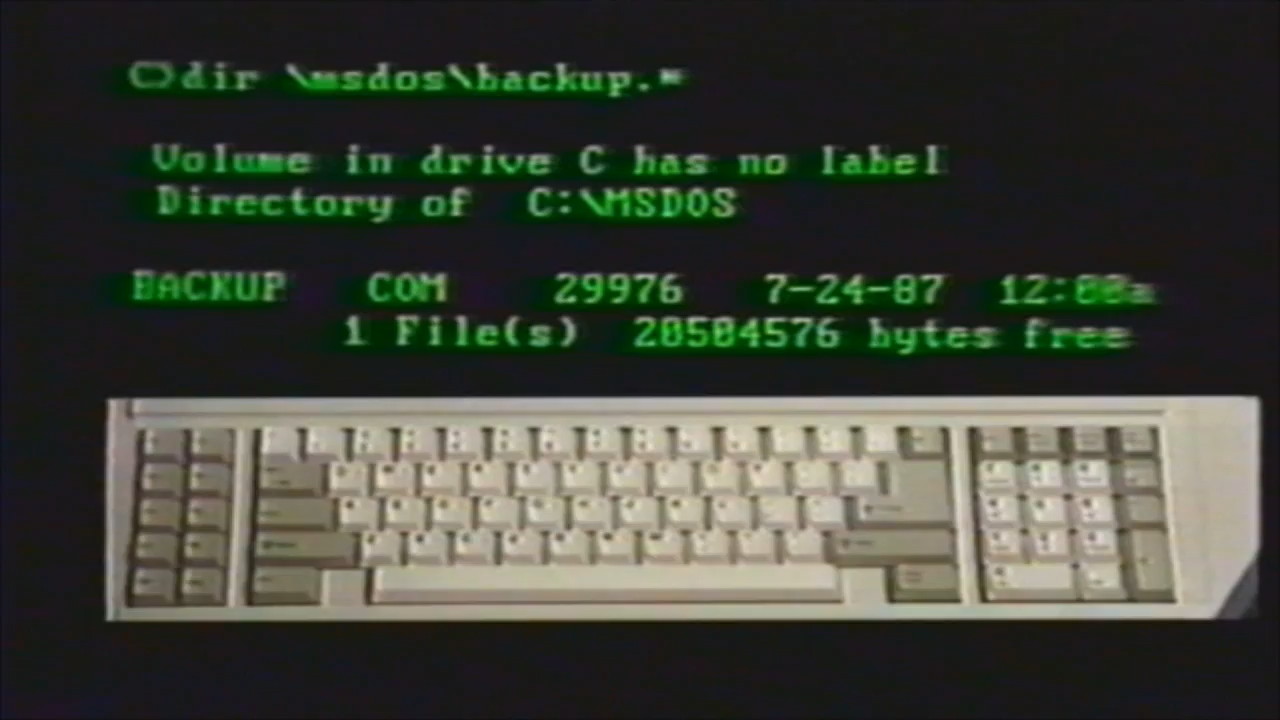 C>dir \msdos\backup.*
Volume in drive C has no label
Directory of C:\MSDOS
BACKUP COM 29976 7-24-87 12:00a
1 File(s) 20504576 bytes free